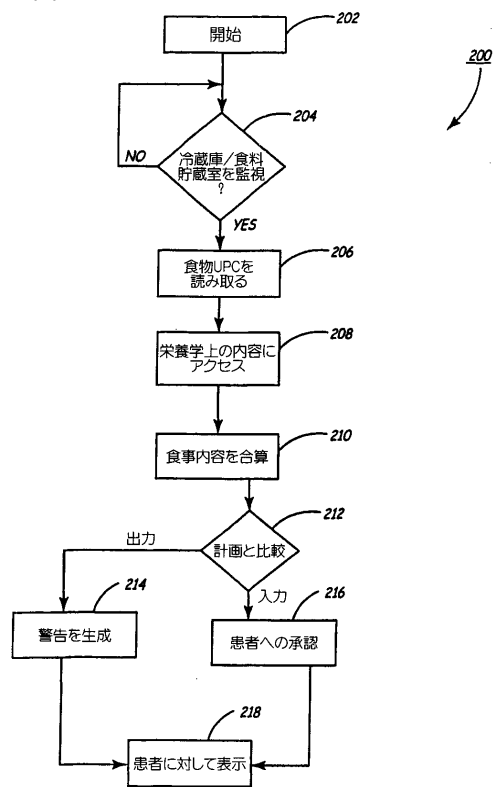 202
開始
200
204
冷蔵庫/食料
貯蔵室を監視
?
NO
YES
206
食物UPCを
読み取る
208
栄養学上の内容に
アクセス
210
食事内容を合算
212
計画と比較
出力
入力
214
警告を生成
216
患者への承認
218
患者に対して表示